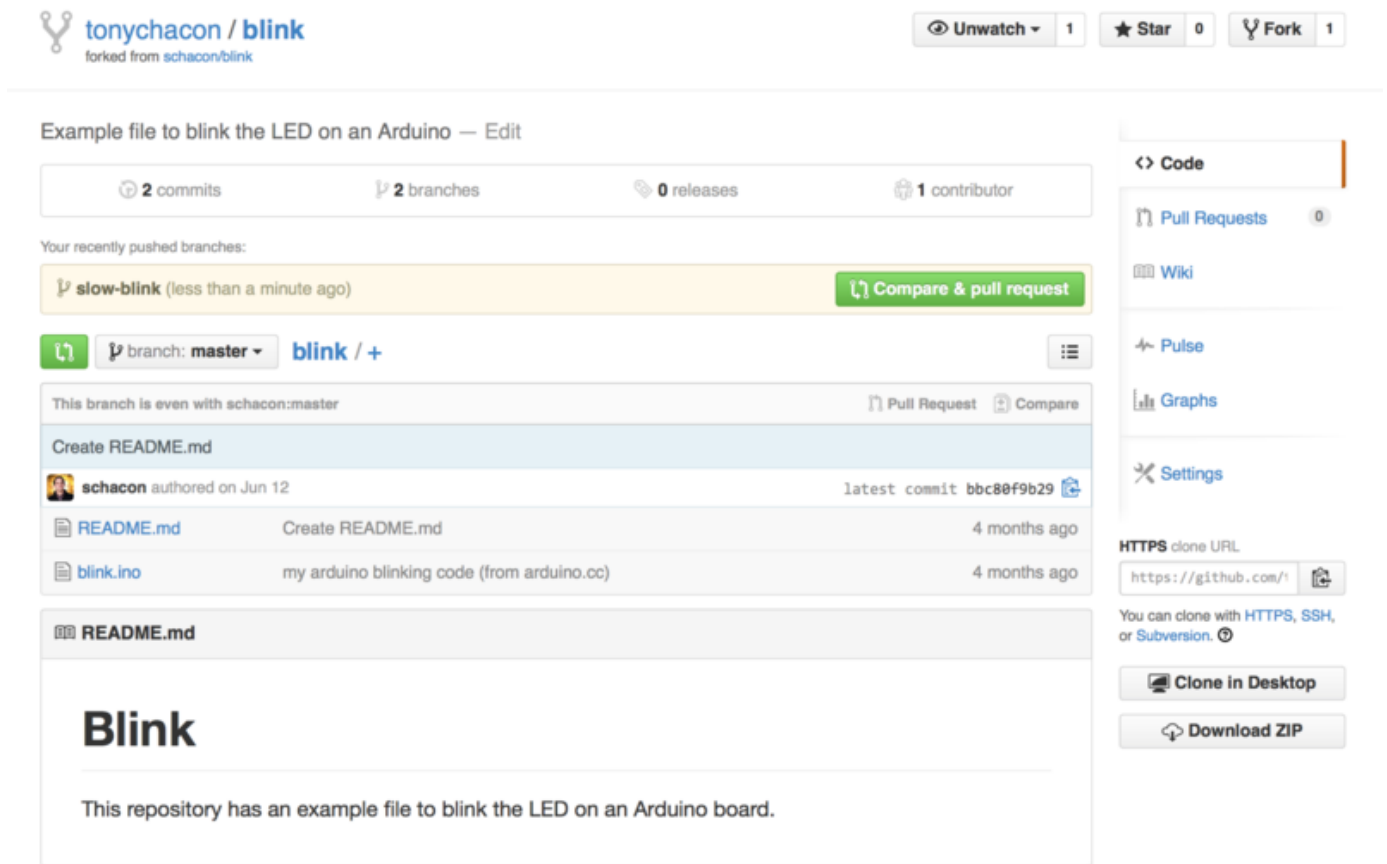 tonychacon / blink
forked from schacon/blink
Unwatch 1 Star 0 Fork 1
Example file to blink the LED on an Arduino — Edit
2 commits 2 branches 0 releases 1 contributor
Your recently pushed branches:
slow-blink (less than a minute ago) Compare & pull request
branch: master blink / +
This branch is even with schacon:master Pull Request Compare
Create README.md
schacon authored on Jun 12 latest commit bbc80f9b29
README.md Create README.md 4 months ago
blink.ino my arduino blinking code (from arduino.cc) 4 months ago
README.md
Blink
This repository has an example file to blink the LED on an Arduino board.
Code
Pull Requests 0
Wiki
Pulse
Graphs
Settings
HTTPS clone URL
https://github.com/
You can clone with HTTPS, SSH,
or Subversion.
Clone in Desktop
Download ZIP